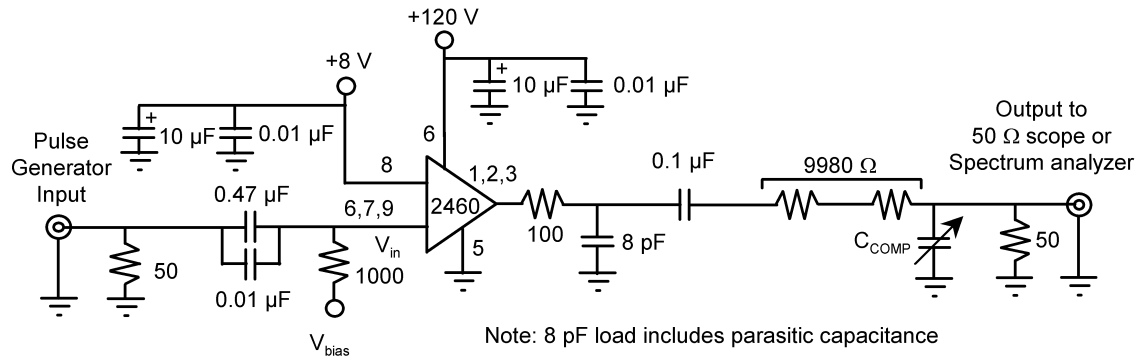 +120 V
+8 V
+
10 µF
0.01 µF
+
10 µF
0.01 µF
Pulse
Generator
Input
Output to
50 Ω scope or
Spectrum analyzer
6
8
1,2,3
0.1 µF
9980 Ω
0.47 µF
6,7,9
2460
V_in
5
100
8 pF
C_COMP
50
50
1000
0.01 µF
V_bias
Note: 8 pF load includes parasitic capacitance